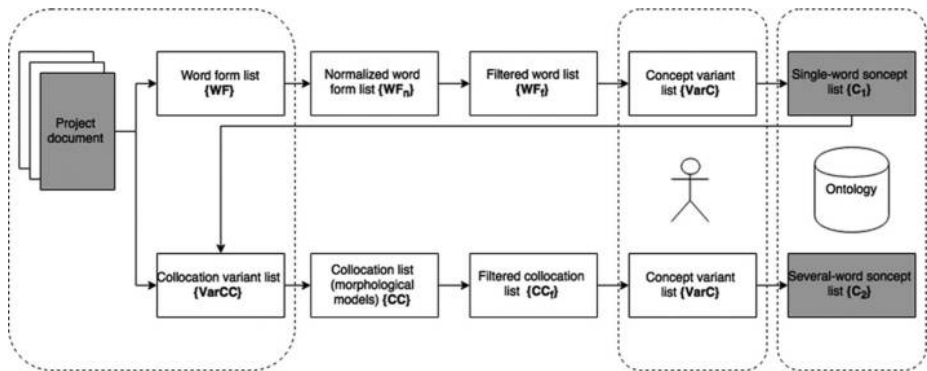 Project
document
Word form list
{WF}
Normalized word
form list {WFn}
Filtered word list
{WFf}
Concept variant
list {VarC}
Single-word soncept
list {C1}
Ontology
Collocation variant list
{VarCC}
Collocation list
(morphological
models) {CC}
Filtered collocation
list {CCf}
Concept variant
list {VarC}
Several-word soncept
list {C2}